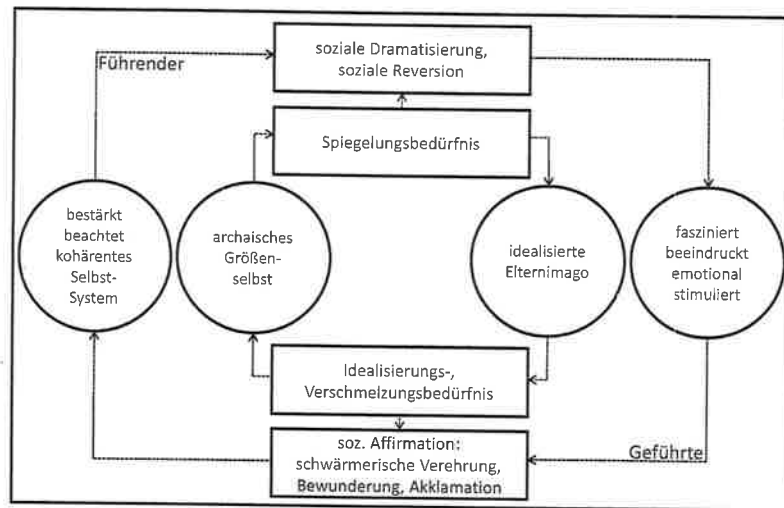 soziale Dramatisierung,
soziale Reversion
Führender
Spiegelungsbedürfnis
bestärkt
beachtet
kohärentes
Selbst-
System
archaisches
Größen-
selbst
idealisierte
Elternimago
fasziniert
beeindruckt
emotional
stimuliert
Idealisierungs-,
Verschmelzungsbedürfnis
soz. Affirmation:
schwärmerische Verehrung,
Bewunderung, Akklamation
Geführte